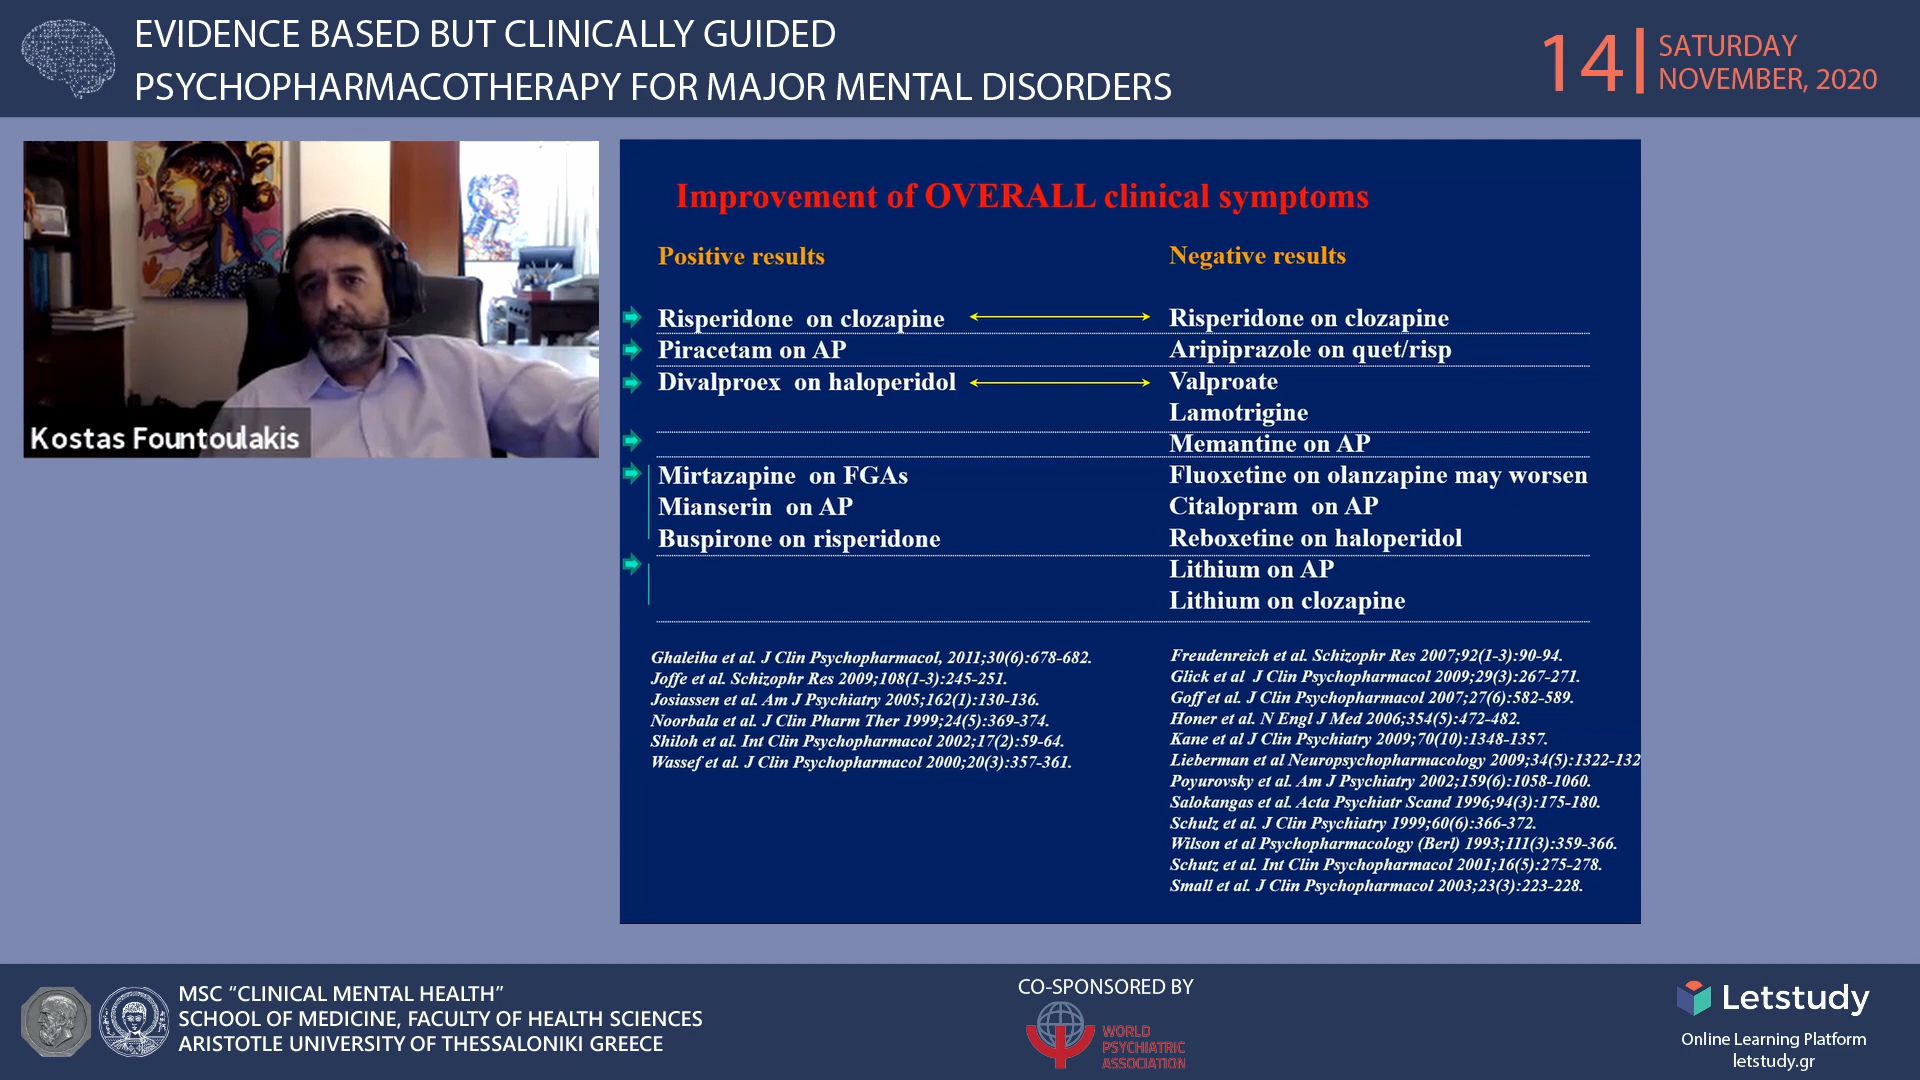 EVIDENCE BASED BUT CLINICALLY GUIDED
PSYCHOPHARMACOTHERAPY FOR MAJOR MENTAL DISORDERS
14
SATURDAY
NOVEMBER, 2020
Kostas Fountoulakis
Improvement of OVERALL clinical symptoms
Positive results
Negative results
Risperidone on clozapine
Risperidone on clozapine
Piracetam on AP
Aripiprazole on quet/risp
Divalproex on haloperidol
Valproate
Lamotrigine
Memantine on AP
Mirtazapine on FGAs
Fluoxetine on olanzapine may worsen
Mianserin on AP
Citalopram on AP
Buspirone on risperidone
Reboxetine on haloperidol
Lithium on AP
Lithium on clozapine
Ghaleiha et al. J Clin Psychopharmacol, 2011;30(6):678-682.
Joffe et al. Schizophr Res 2009;108(1-3):245-251.
Josiassen et al. Am J Psychiatry 2005;162(1):130-136.
Noorbala et al. J Clin Pharm Ther 1999;24(5):369-374.
Shiloh et al. Int Clin Psychopharmacol 2002;17(2):59-64.
Wassef et al. J Clin Psychopharmacol 2000;20(3):357-361.
Freudenreich et al. Schizophr Res 2007;92(1-3):90-94.
Glick et al J Clin Psychopharmacol 2009;29(3):267-271.
Goff et al. J Clin Psychopharmacol 2007;27(6):582-589.
Honer et al. N Engl J Med 2006;354(5):472-482.
Kane et al J Clin Psychiatry 2009;70(10):1348-1357.
Lieberman et al Neuropsychopharmacology 2009;34(5):1322-132
Poyurovsky et al. Am J Psychiatry 2002;159(6):1058-1060.
Salokangas et al. Acta Psychiatr Scand 1996;94(3):175-180.
Schulz et al. J Clin Psychiatry 1999;60(6):366-372.
Wilson et al Psychopharmacology (Berl) 1993;111(3):359-366.
Schutz et al. Int Clin Psychopharmacol 2001;16(5):275-278.
Small et al. J Clin Psychopharmacol 2003;23(3):223-228.
MSC “CLINICAL MENTAL HEALTH”
SCHOOL OF MEDICINE, FACULTY OF HEALTH SCIENCES
ARISTOTLE UNIVERSITY OF THESSALONIKI GREECE
CO-SPONSORED BY
WORLD
PSYCHIATRIC
ASSOCIATION
Letstudy
Online Learning Platform
letstudy.gr